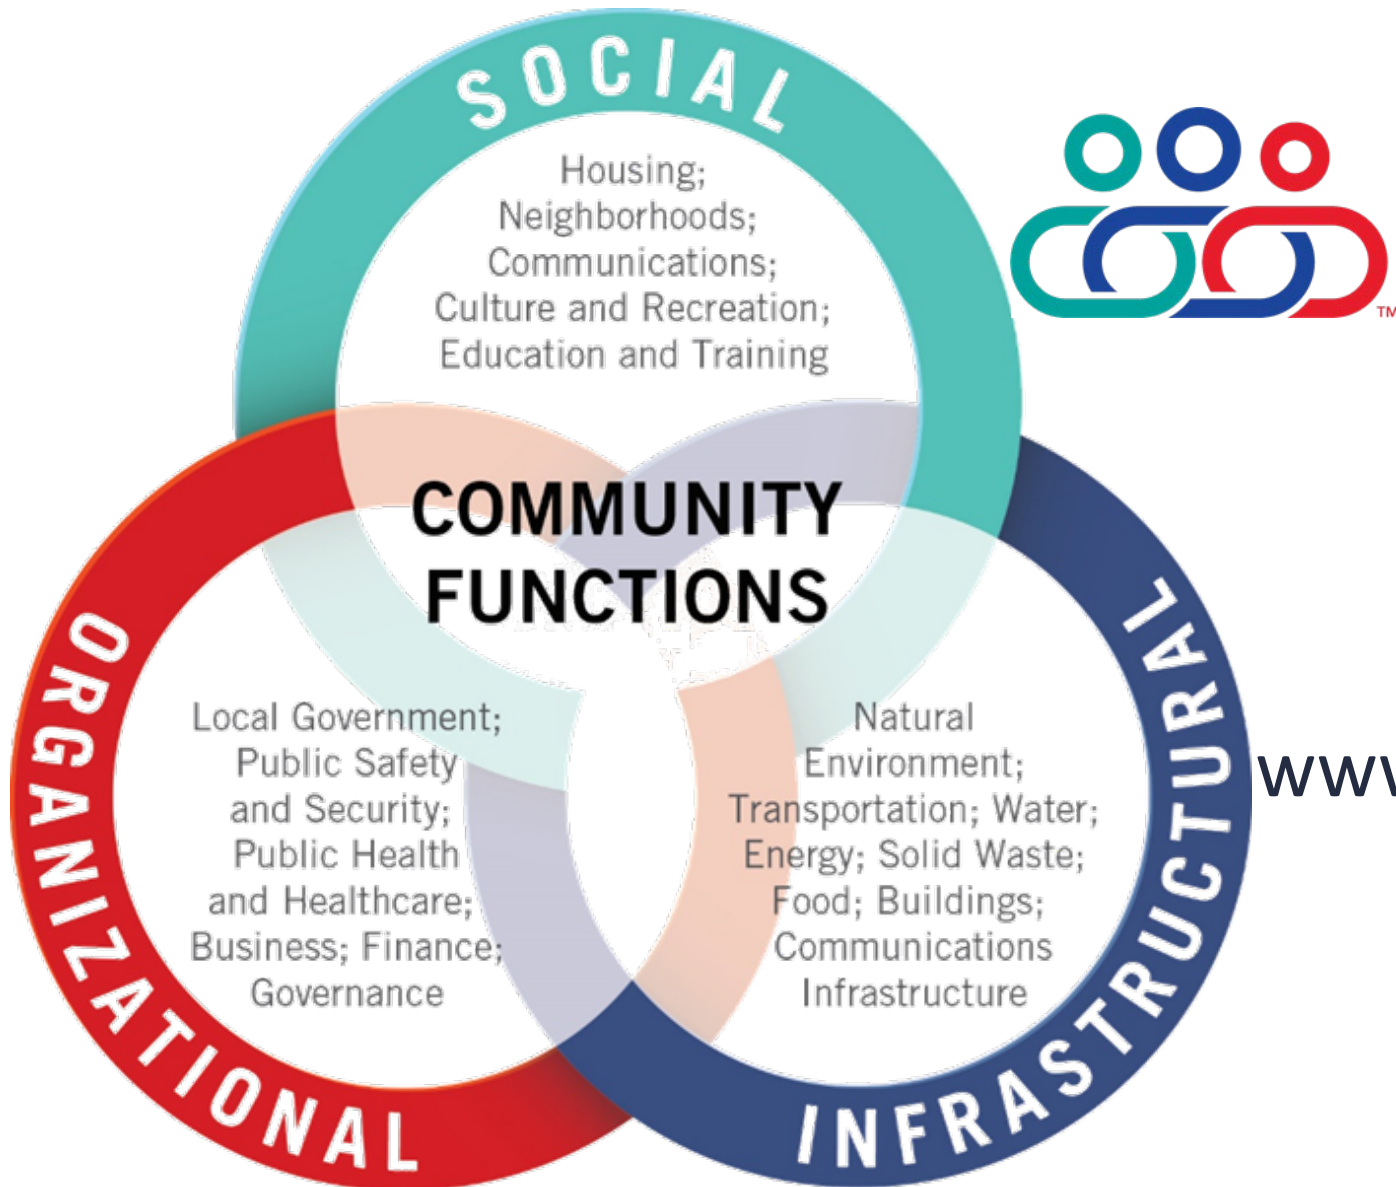 SOCIAL
Housing;
Neighborhoods;
Communications;
Culture and Recreation;
Education and Training
TM
COMMUNITY
FUNCTIONS
ORGANIZATIONAL
Local Government;
Public Safety
and Security;
Public Health
and Healthcare;
Business; Finance;
Governance
Natural
Environment;
Transportation; Water;
Energy; Solid Waste;
Food; Buildings;
Communications
Infrastructure
INFRASTRUCTURAL